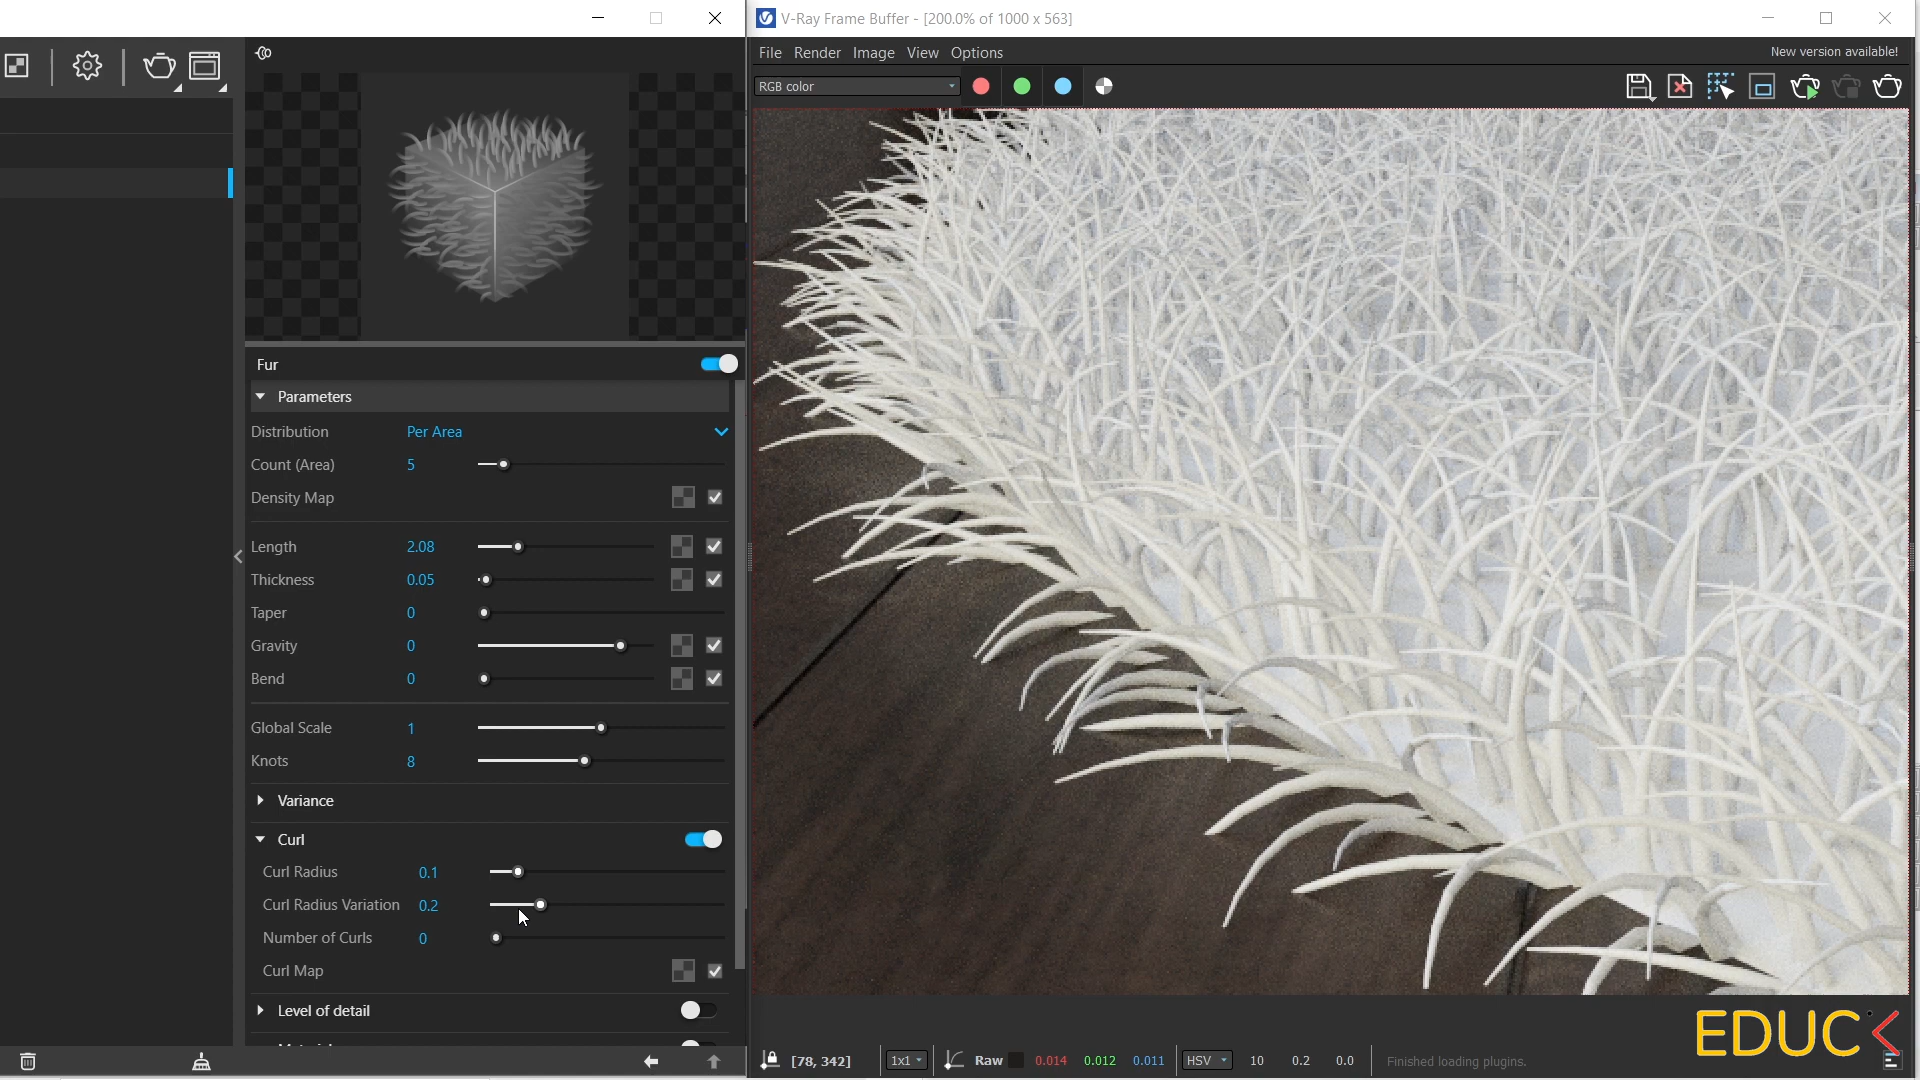 V-Ray Frame Buffer - [200.0% of 1000 x 563]
File Render Image View Options
New version available!
RGB color
Fur
Parameters
Distribution Per Area
Count (Area) 5
Density Map
Length 2.08
Thickness 0.05
Taper 0
Gravity 0
Bend 0
Global Scale 1
Knots 8
Variance
Curl
Curl Radius 0.1
Curl Radius Variation 0.2
Number of Curls 0
Curl Map
Level of detail
EDUC
[78, 342] 1x1 Raw 0.014 0.012 0.011 HSV 10 0.2 0.0 Finished loading plugins.